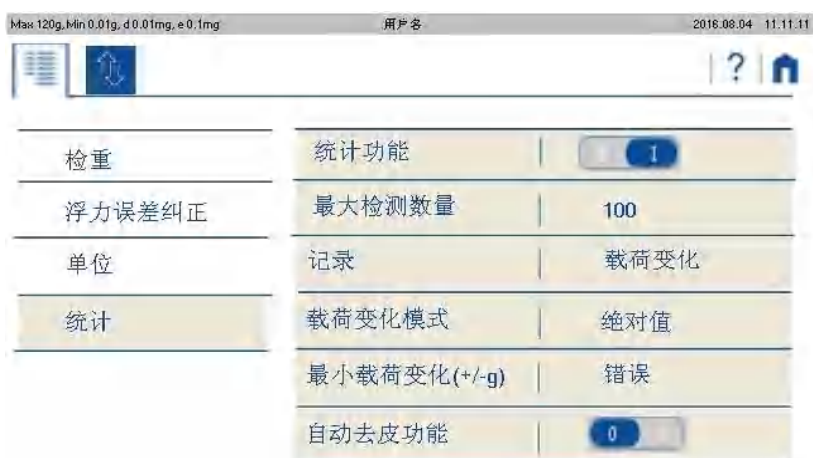 Max 120g, Min 0.01g, d 0.01mg, e 0.1mg 用户名 2016.08.04 11.11.11
?
检重
浮力误差纠正
单位
统计
统计功能 I
最大检测数量 100
记录 载荷变化
载荷变化模式 绝对值
最小载荷变化(+/-g) 错误
自动去皮功能 0